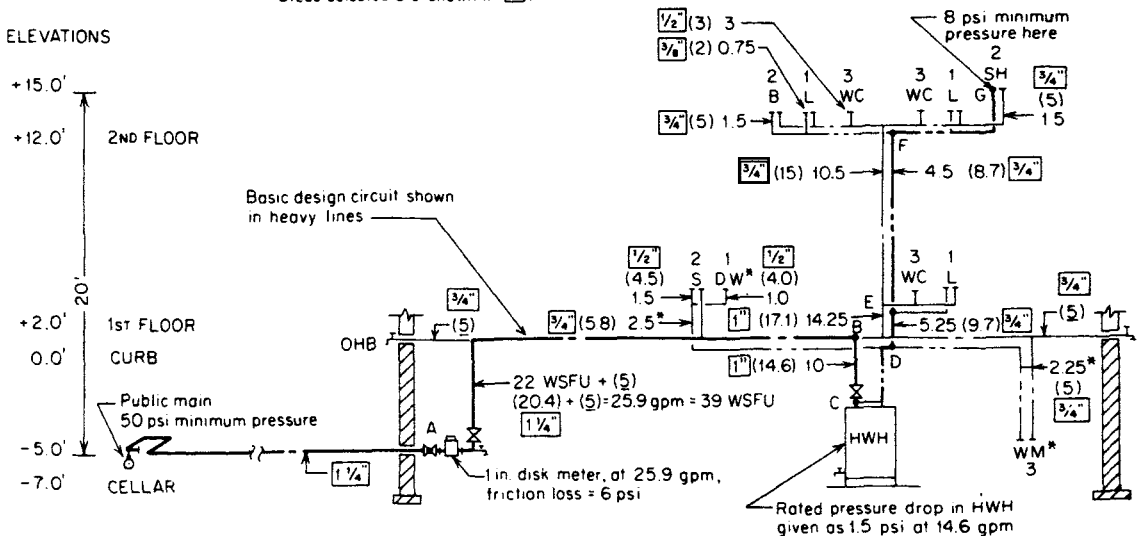 ELEVATIONS
+15.0'
+12.0'
2ND FLOOR
20'
+2.0'
1ST FLOOR
0.0'
CURB
-5.0'
-7.0'
CELLAR
Public main
50 psi minimum pressure
1 1/4"
A
1 in. disk meter, at 25.9 gpm,
friction loss = 6 psi
22 WSFU + (5)
(20.4) + (5) = 25.9 gpm = 39 WSFU
1 1/4"
OHB
3/4"
(5)
Basic design circuit shown
in heavy lines
3/4" (5.8) 2.5*
1/2" 2 1 1/2"
(4.5) S DW* (4.0)
1.5 1.0
1" (17.1) 14.25
1" (14.6) 10
B
C
D
E
F
G
HWH
Rated pressure drop in HWH
given as 1.5 psi at 14.6 gpm
5.25 (9.7) 3/4"
3 1
WC L
3/4"
(5)
2.25*
(5)
3/4"
WM*
3
3/4" (15) 10.5
4.5 (8.7) 3/4"
1/2" (3) 3
3/8" (2) 0.75
2 1 3 3 1
B L WC WC L
3/4" (5) 1.5
8 psi minimum
pressure here
2
SH
3/4"
(5)
1.5